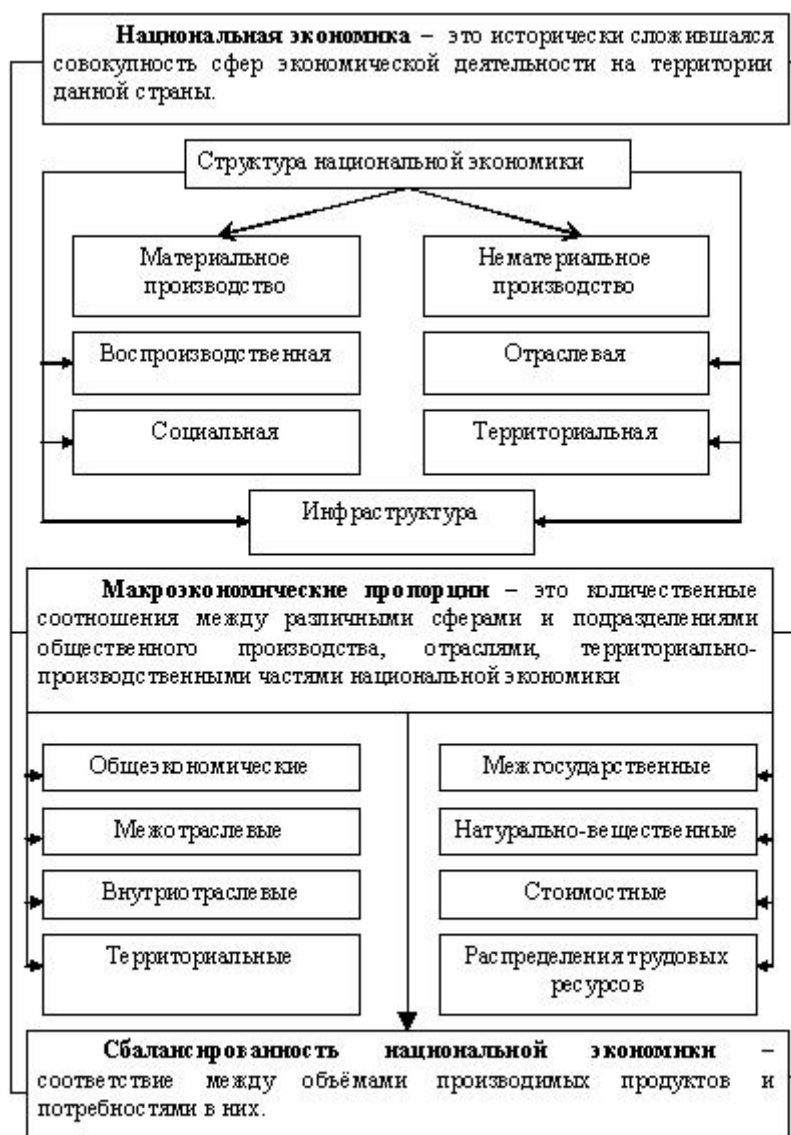 Национальная экономика – это исторически сложившаяся
совокупность сфер экономической деятельности на территории
данной страны.
Структура национальной экономики
Материальное
производство
Нематериальное
производство
Воспроизводственная
Отраслевая
Социальная
Территориальная
Инфраструктура
Макроэкономические пропорции – это количественные
соотношения между различными сферами и подразделениями
общественного производства, отраслями, территориально-
производственными частями национальной экономики
Общеэкономические
Межгосударственные
Межотраслевые
Натурально-вещественные
Внутриотраслевые
Стоимостные
Территориальные
Распределения трудовых
ресурсов
Сбалансированность национальной экономики –
соответствие между объёмами производимых продуктов и
потребностями в них.